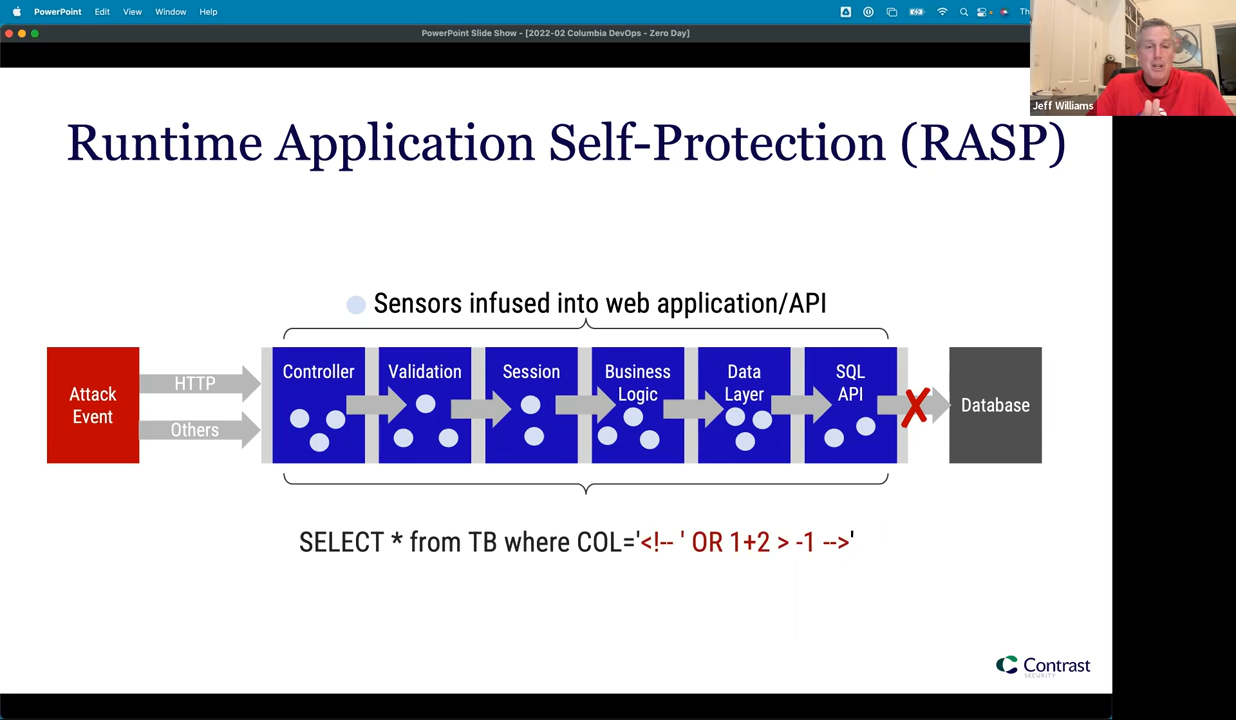 PowerPoint Edit View Window Help
Th
PowerPoint Slide Show - [2022-02 Columbia DevOps - Zero Day]
Jeff Williams
Runtime Application Self-Protection (RASP)
Sensors infused into web application/API
Attack
Event
HTTP
Others
Controller
Validation
Session
Business
Logic
Data
Layer
SQL
API
Database
SELECT * from TB where COL='<!-- ' OR 1+2 > -1 -->'
Contrast
SECURITY